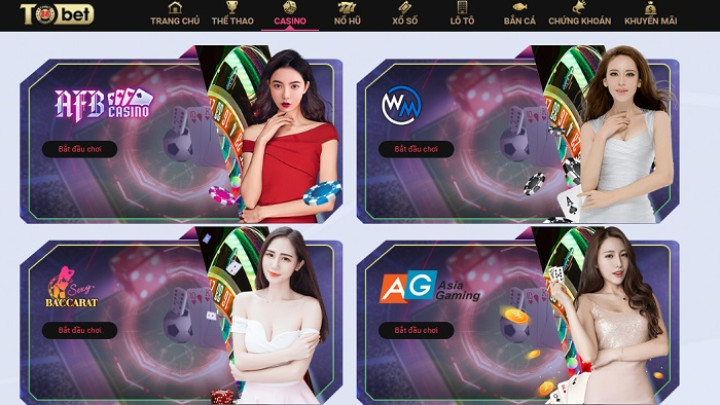 TObet
TRANG CHỦ THỂ THAO CASINO NỔ HŨ XỔ SỐ LÔ TÔ BẮN CÁ CHỨNG KHOÁN KHUYẾN MÃI
AFB
CASINO
Bắt đầu chơi
WM
Bắt đầu chơi
Sexy
BACCARAT
Bắt đầu chơi
AG Asia
Gaming
Bắt đầu chơi